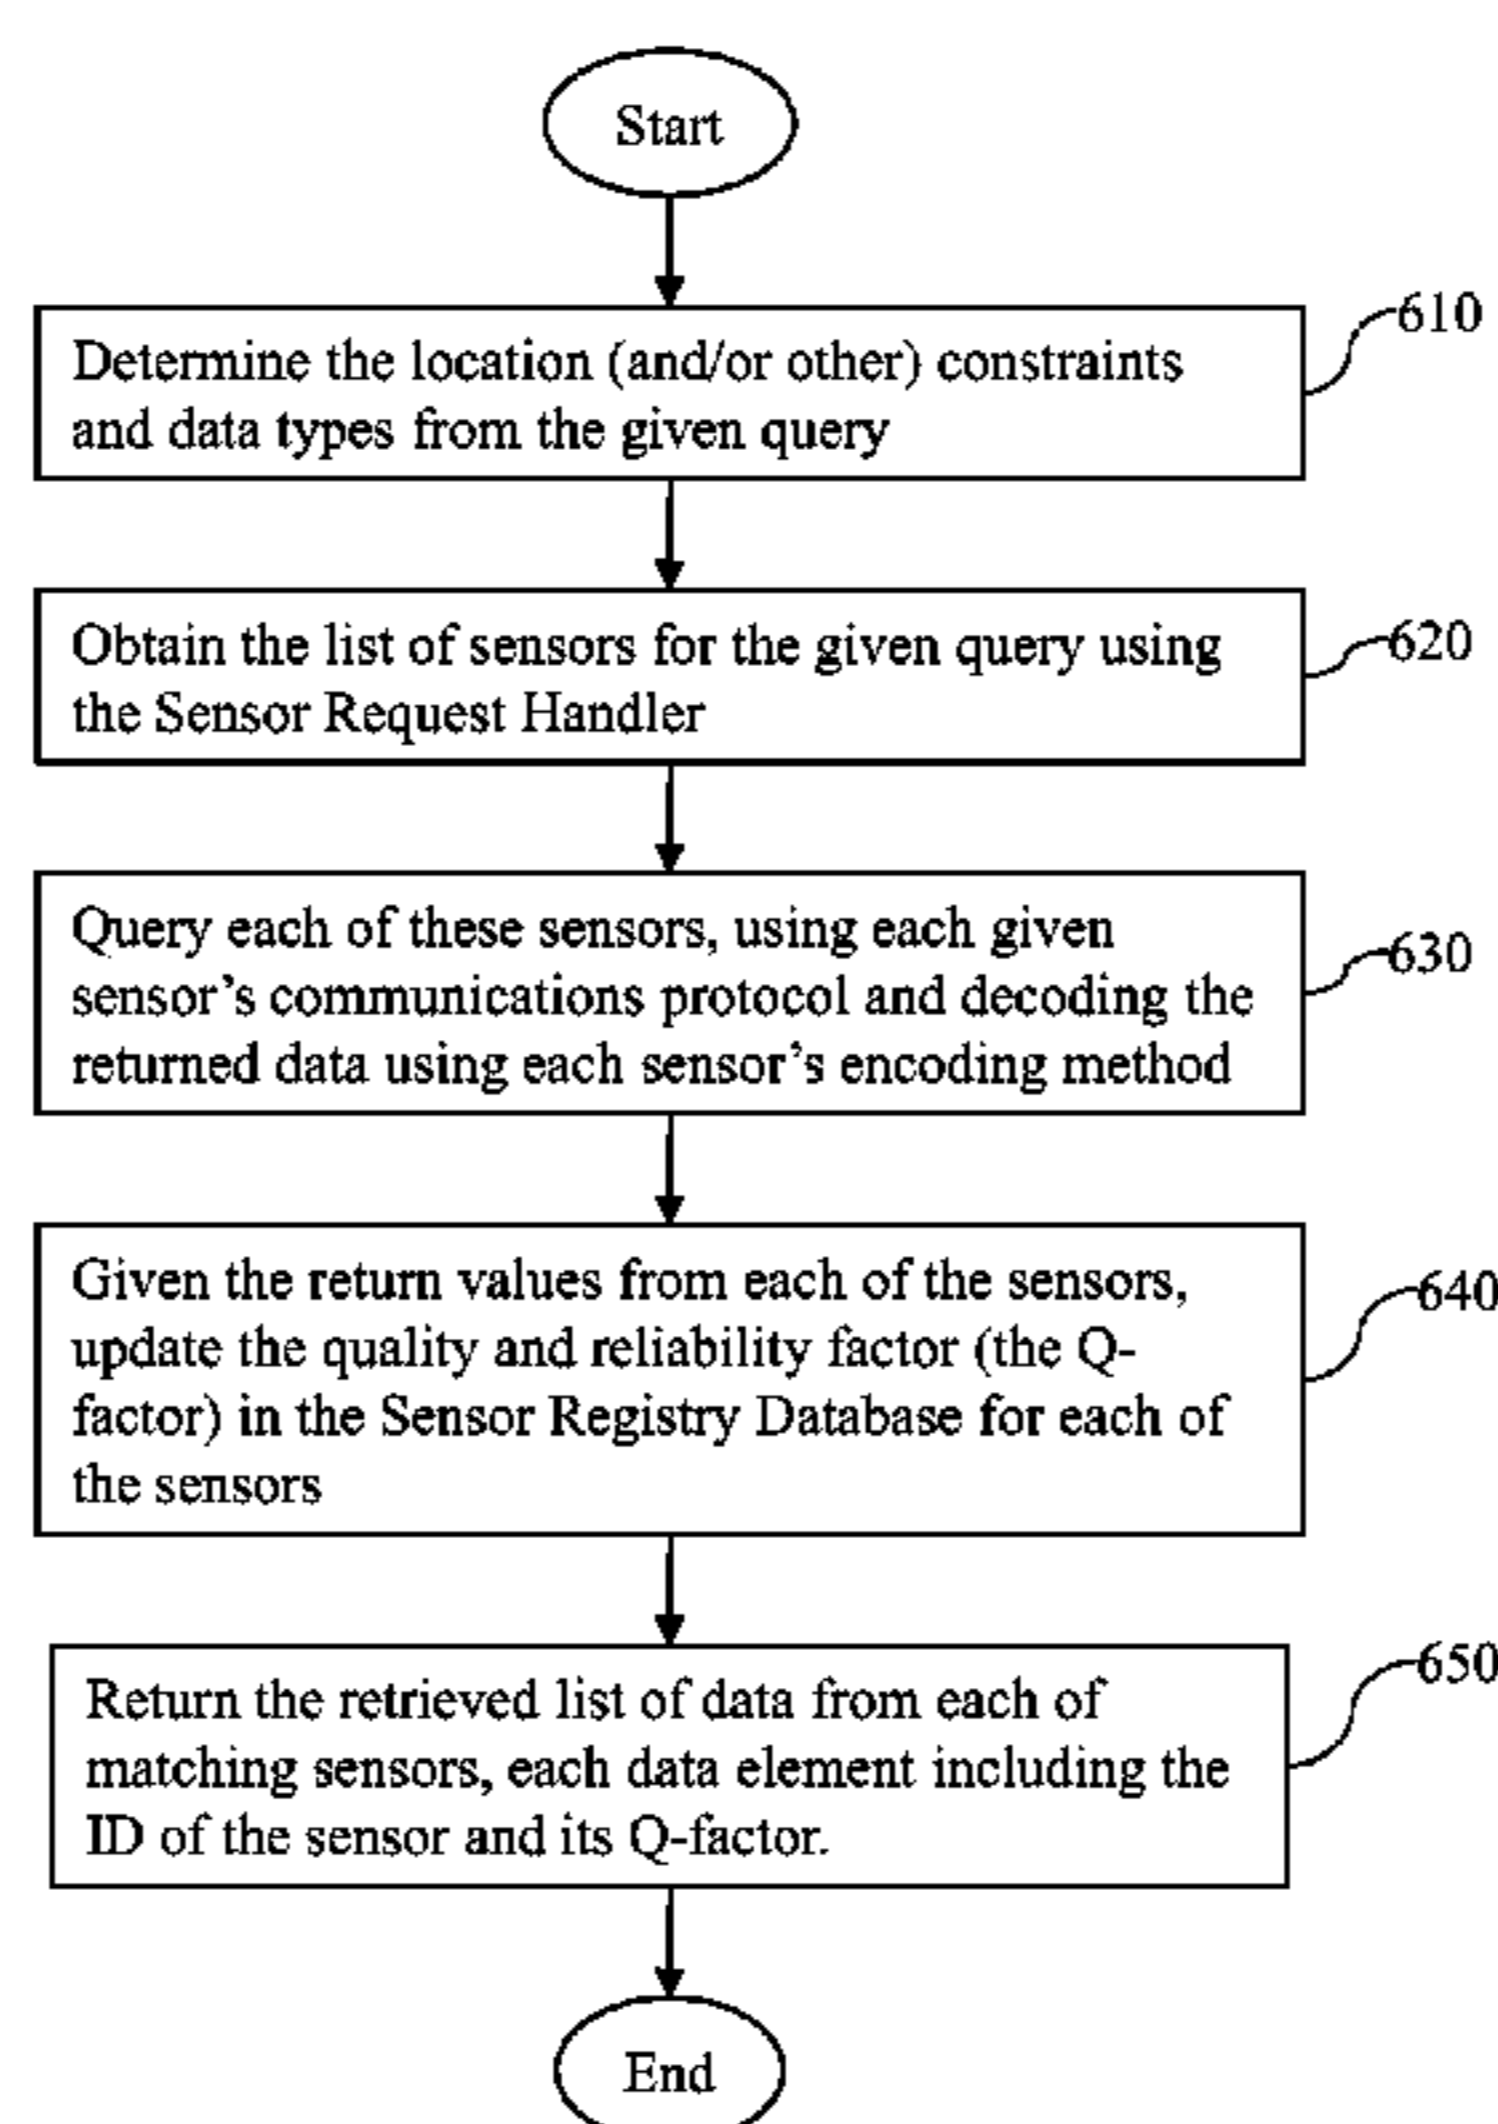 Start
610
Determine the location (and/or other) constraints
and data types from the given query
620
Obtain the list of sensors for the given query using
the Sensor Request Handler
630
Query each of these sensors, using each given
sensor's communications protocol and decoding the
returned data using each sensor's encoding method
640
Given the return values from each of the sensors,
update the quality and reliability factor (the Q-
factor) in the Sensor Registry Database for each of
the sensors
650
Return the retrieved list of data from each of
matching sensors, each data element including the
ID of the sensor and its Q-factor.
End